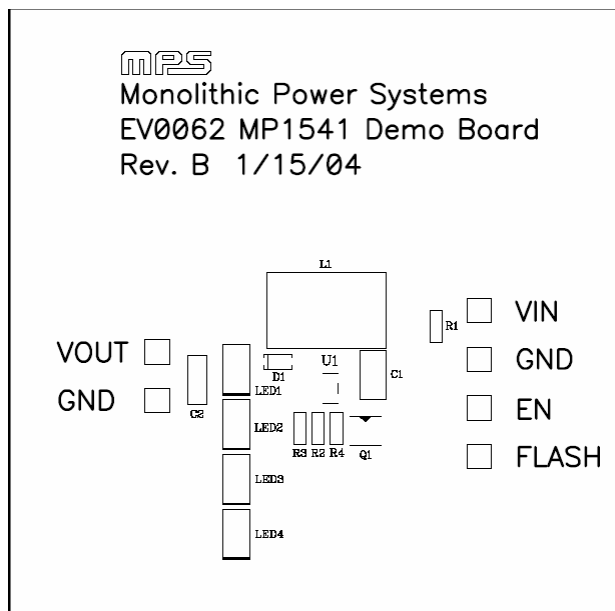 MPS
Monolithic Power Systems
EV0062 MP1541 Demo Board
Rev. B 1/15/04
L1
R1
VIN
VOUT
D1
U1
C1
GND
GND
C2
LED1
EN
LED2
R3
R2
R4
Q1
FLASH
LED3
LED4